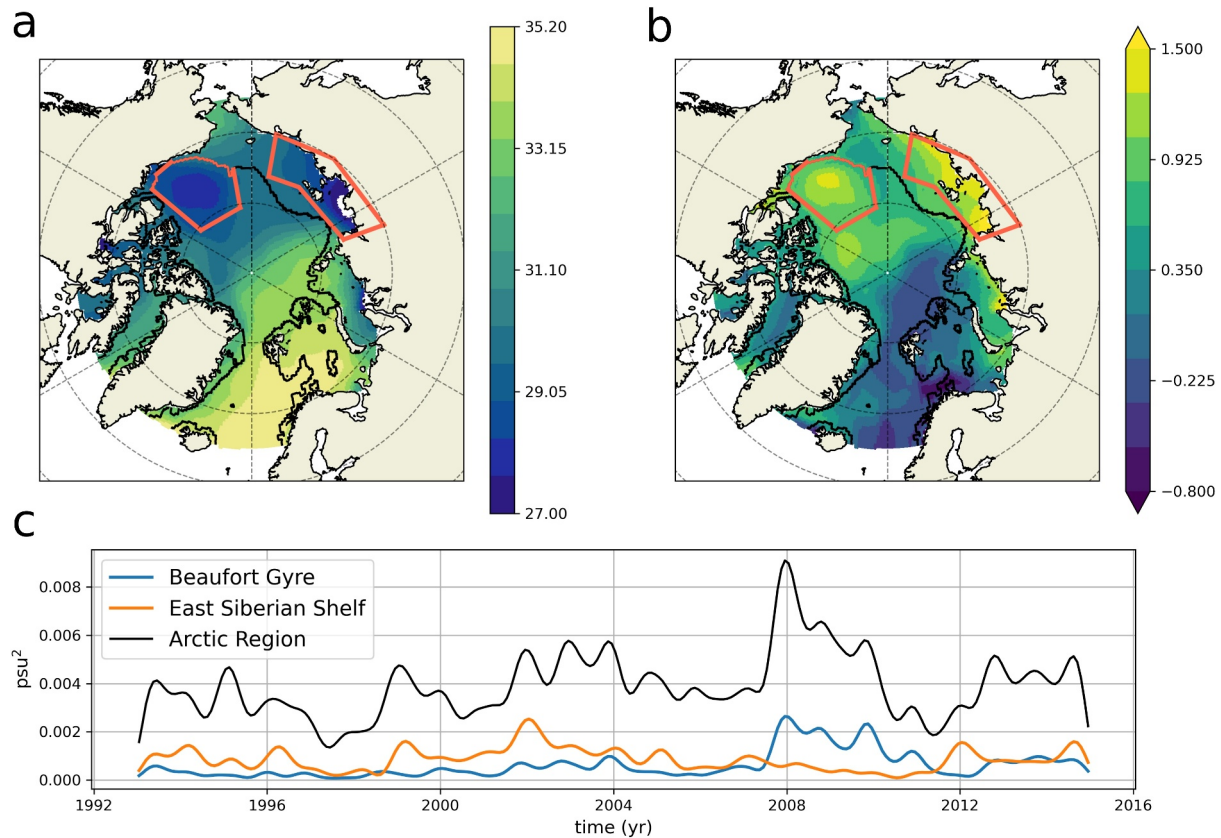 a
35.20
33.15
31.10
29.05
27.00
b
1.500
0.925
0.350
−0.225
−0.800
c
psu²
0.008
0.006
0.004
0.002
0.000
Beaufort Gyre
East Siberian Shelf
Arctic Region
1992 1996 2000 2004 2008 2012 2016
time (yr)